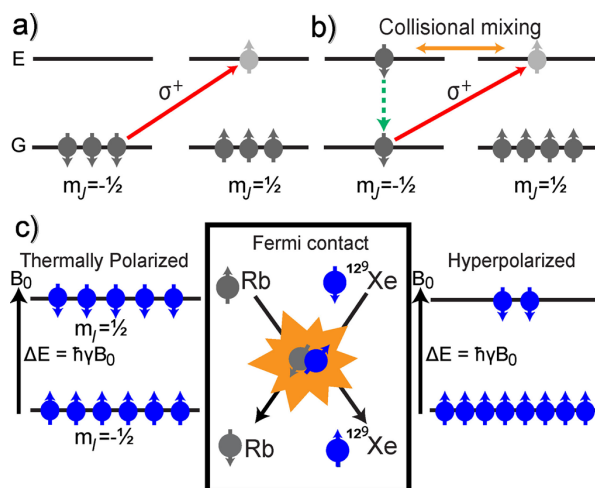 a)
b)
Collisional mixing
E
σ⁺
σ⁺
G
mJ=-½
mJ=½
mJ=-½
mJ=½
c)
Thermally Polarized
Fermi contact
Hyperpolarized
B₀
Rb
¹²⁹Xe
B₀
mI=½
ΔE = ħγB₀
ΔE = ħγB₀
mI=-½
Rb
¹²⁹Xe